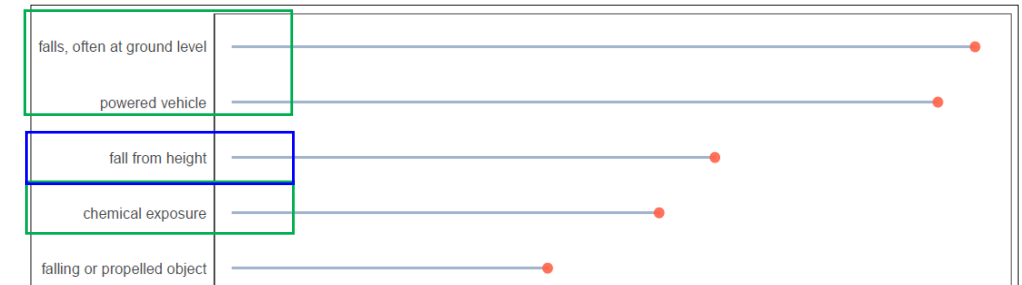 falls, often at ground level
powered vehicle
fall from height
chemical exposure
falling or propelled object